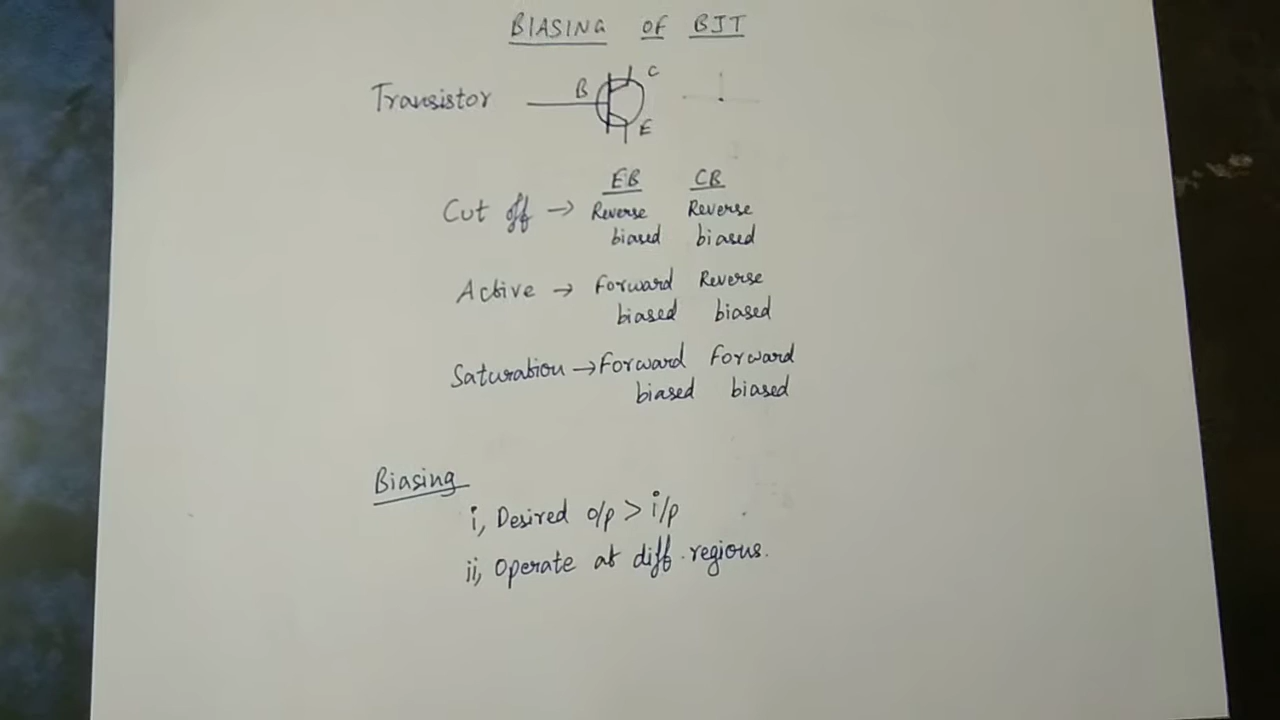 BIASING OF BJT
Transistor B C
E
EB CB
Cut off → Reverse Reverse
biased biased
Active → Forward Reverse
biased biased
Saturation → Forward Forward
biased biased
Biasing
i, Desired o/p > i/p
ii, Operate at diff. regions.